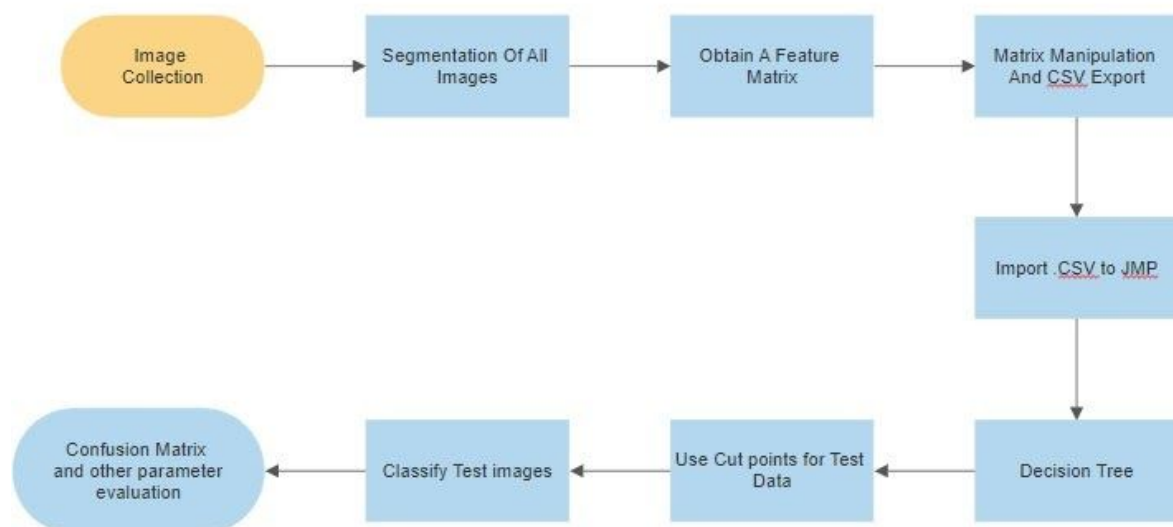 Image
Collection
Segmentation Of All
Images
Obtain A Feature
Matrix
Matrix Manipulation
And CSV Export
Import .CSV to JMP
Decision Tree
Use Cut points for Test
Data
Classify Test images
Confusion Matrix
and other parameter
evaluation